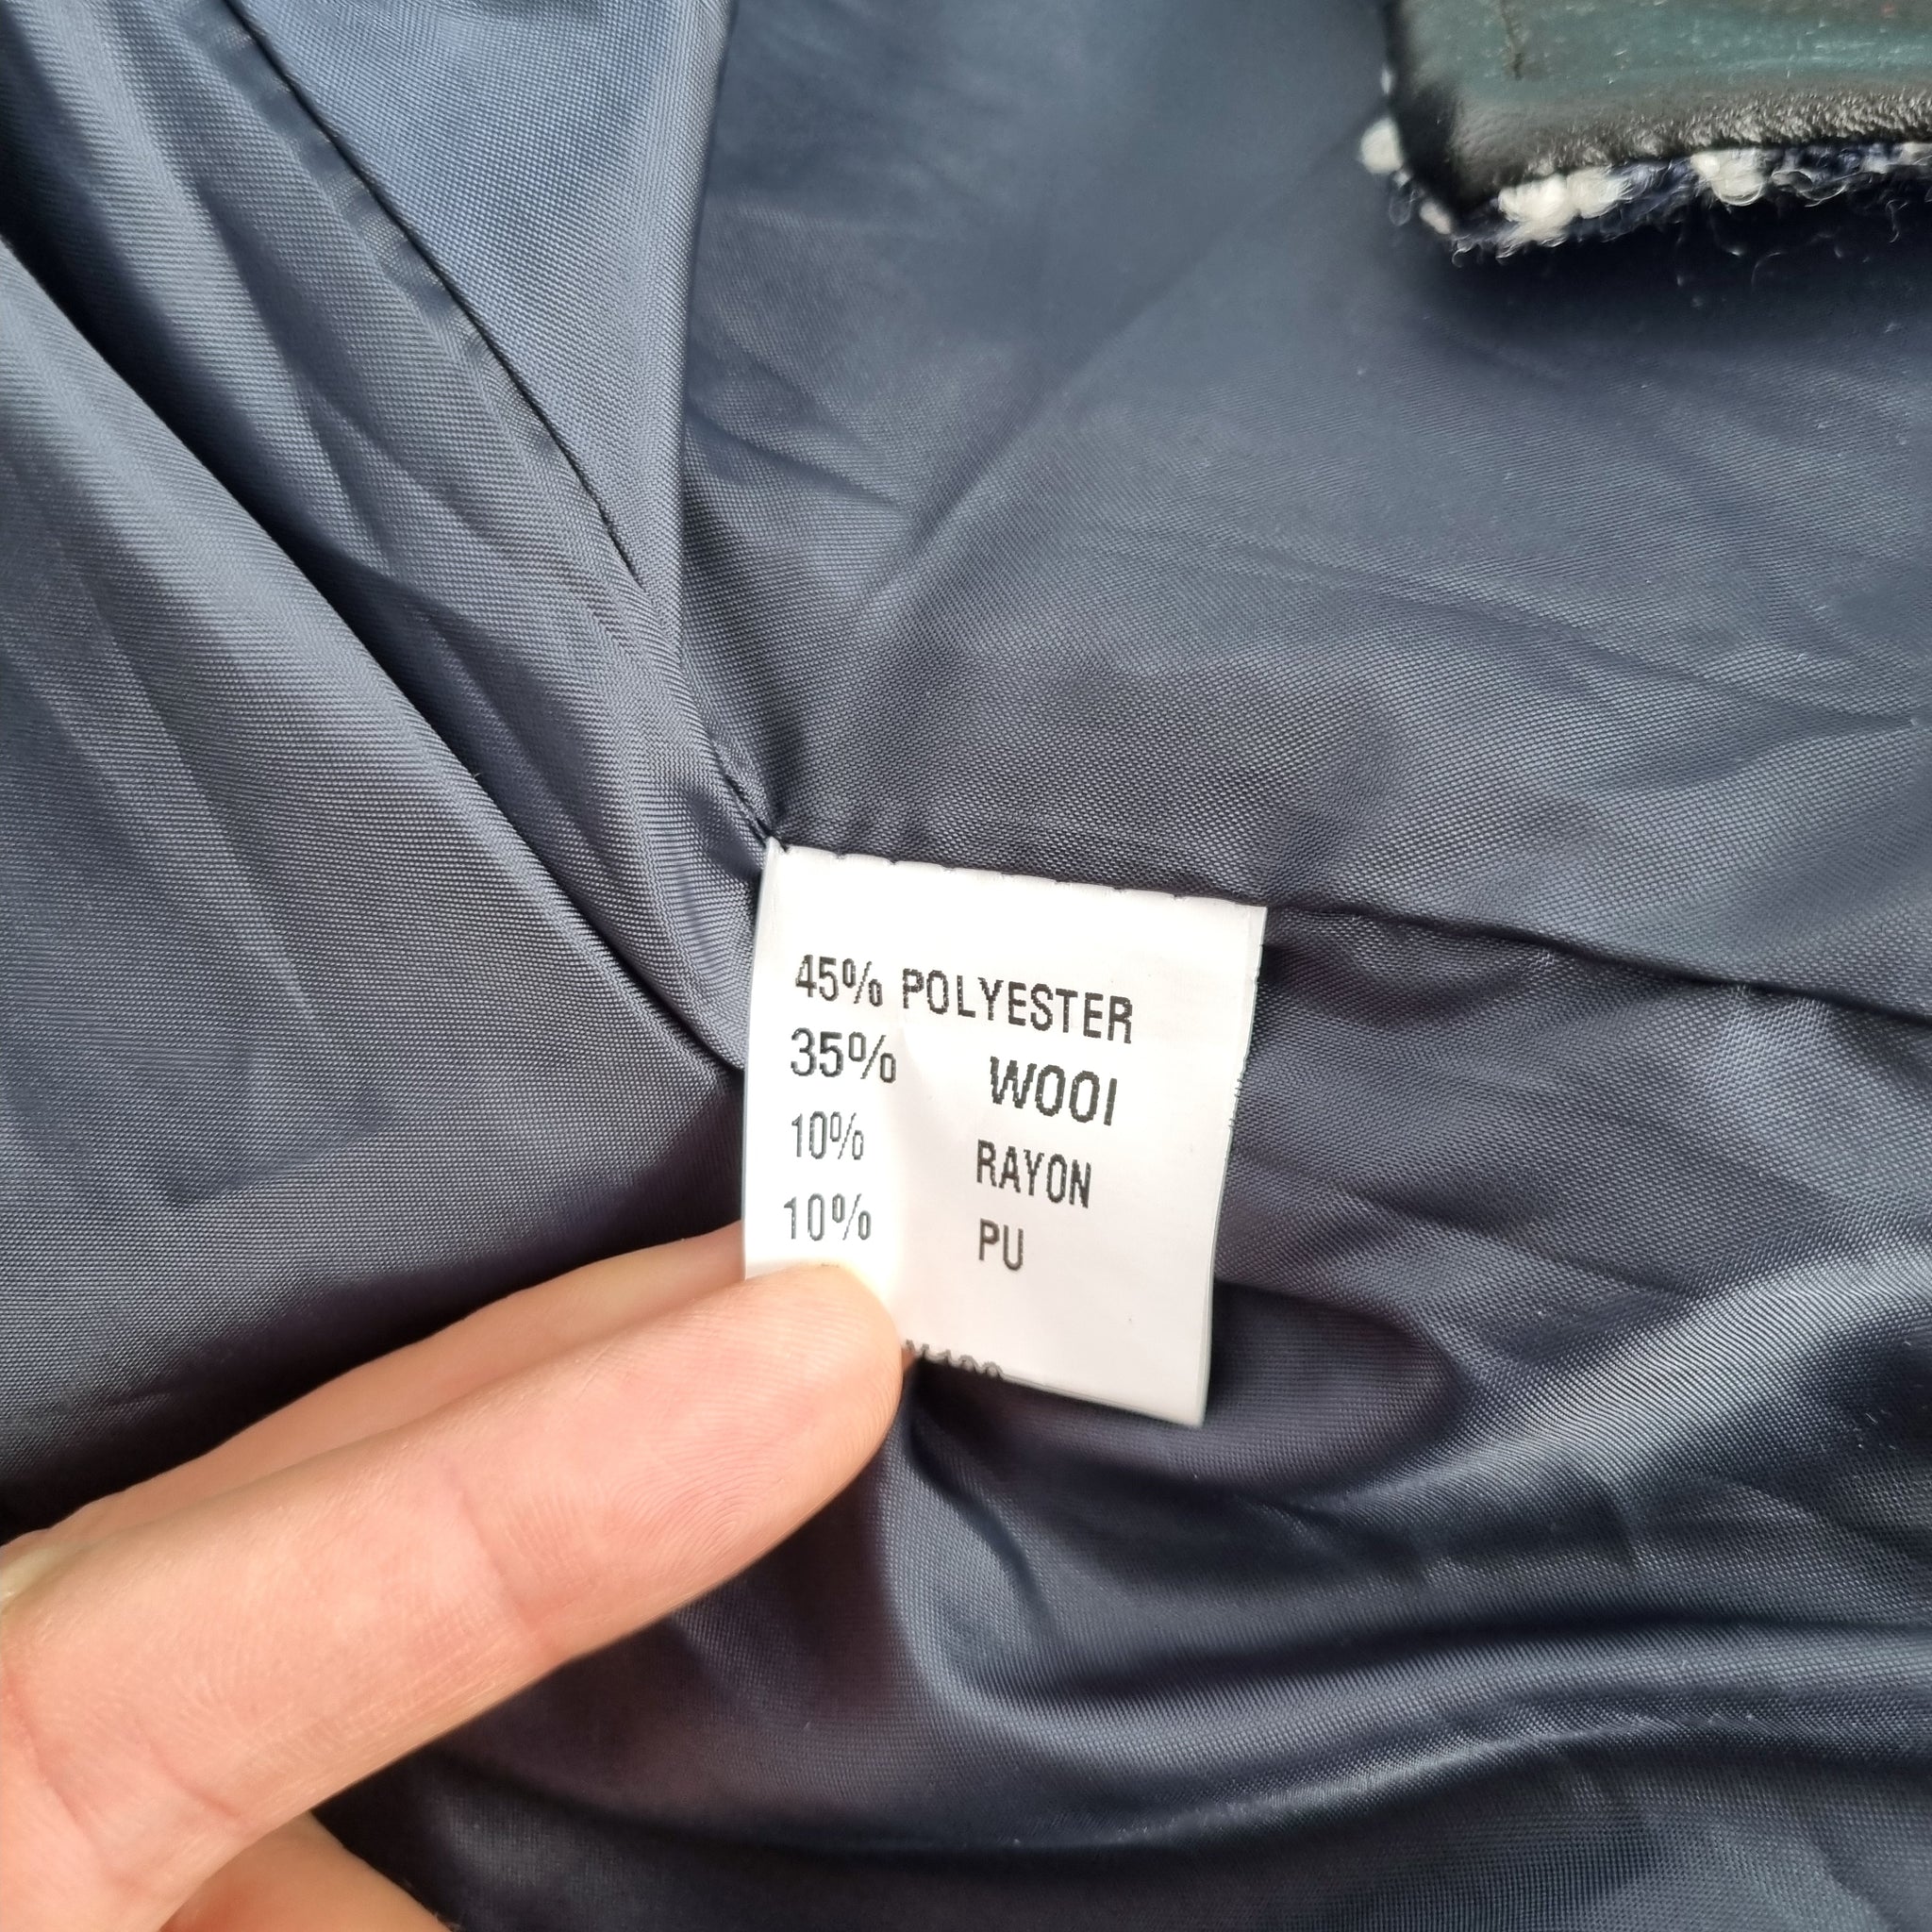 45% POLYESTER
35% WOOI
10% RAYON
10% PU